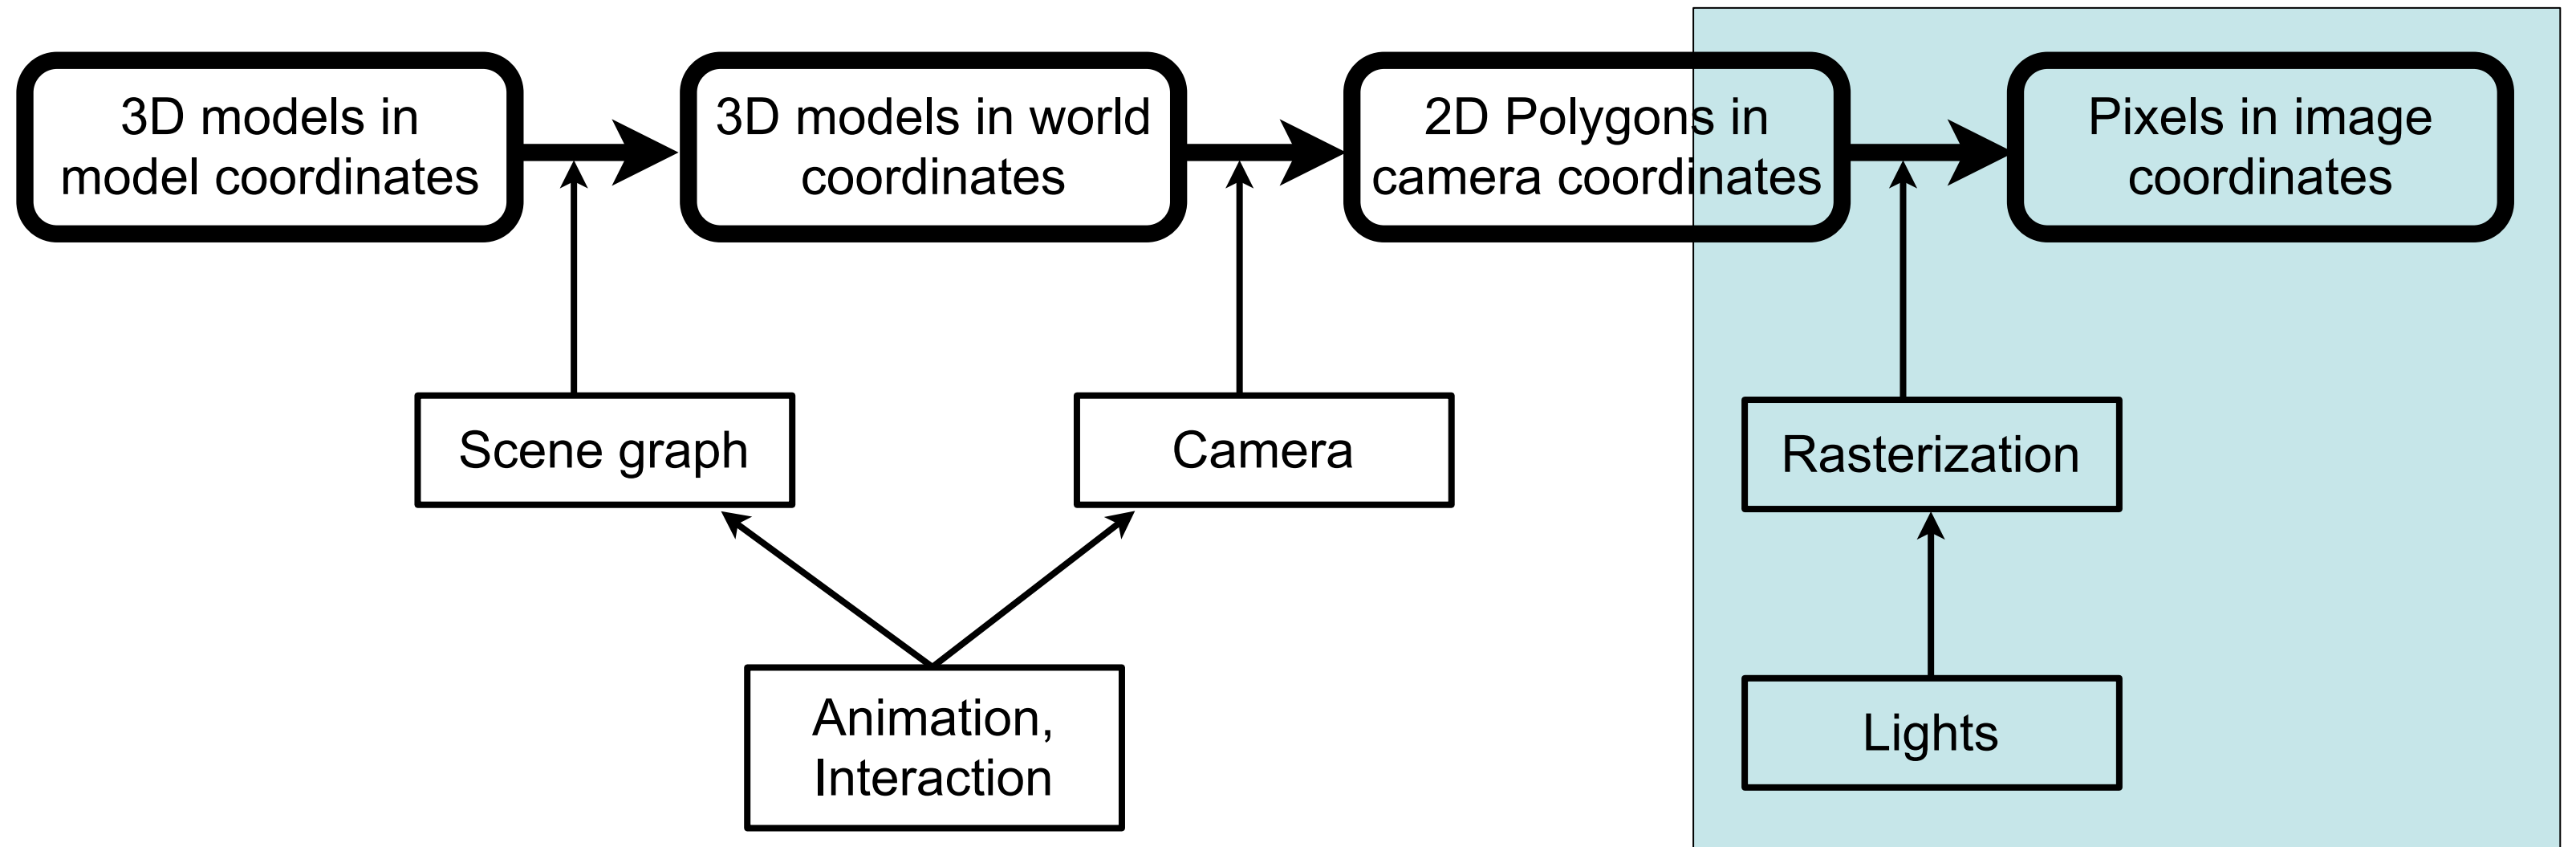 3D models in
model coordinates
3D models in world
coordinates
2D Polygons in
camera coordinates
Pixels in image
coordinates
Scene graph
Camera
Rasterization
Animation,
Interaction
Lights